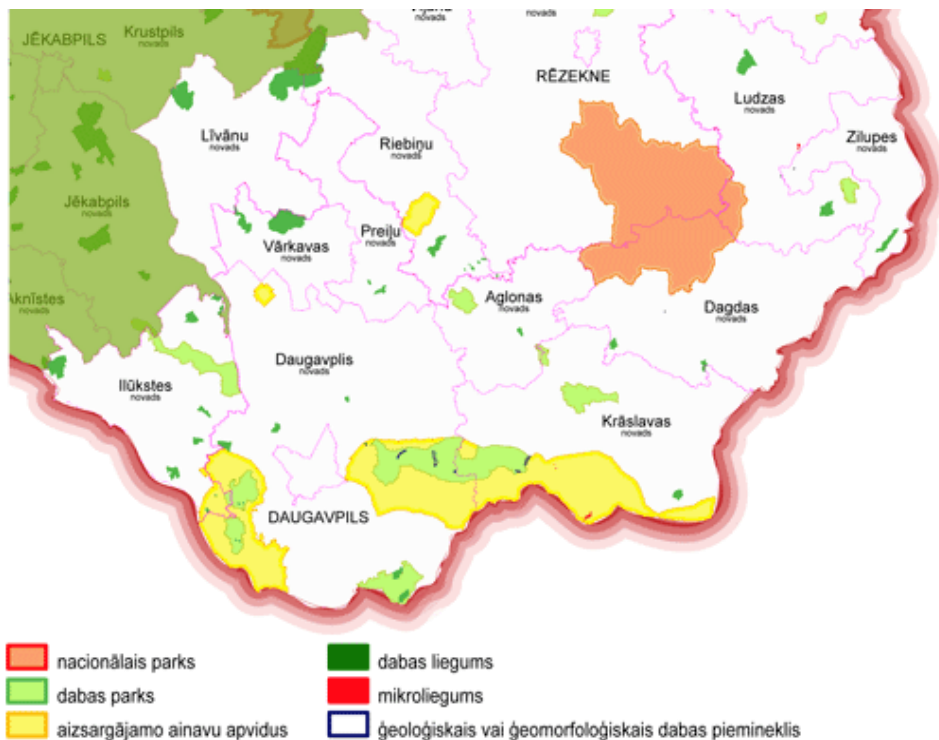 Krustpils
novads
JĒKABPILS
novads
RĒZEKNE
Ludzas
novads
Līvānu
novads
Riebiņu
novads
Zilupes
novads
Jēkabpils
novads
Preiļu
novads
Vārkavas
novads
Aknīstes
novads
Aglonas
novads
Dagdas
novads
Daugavplis
novads
Ilūkstes
novads
Krāslavas
novads
DAUGAVPILS
nacionālais parks
dabas parks
aizsargājamo ainavu apvidus
dabas liegums
mikroliegums
ģeoloģiskais vai ģeomorfoloģiskais dabas piemineklis